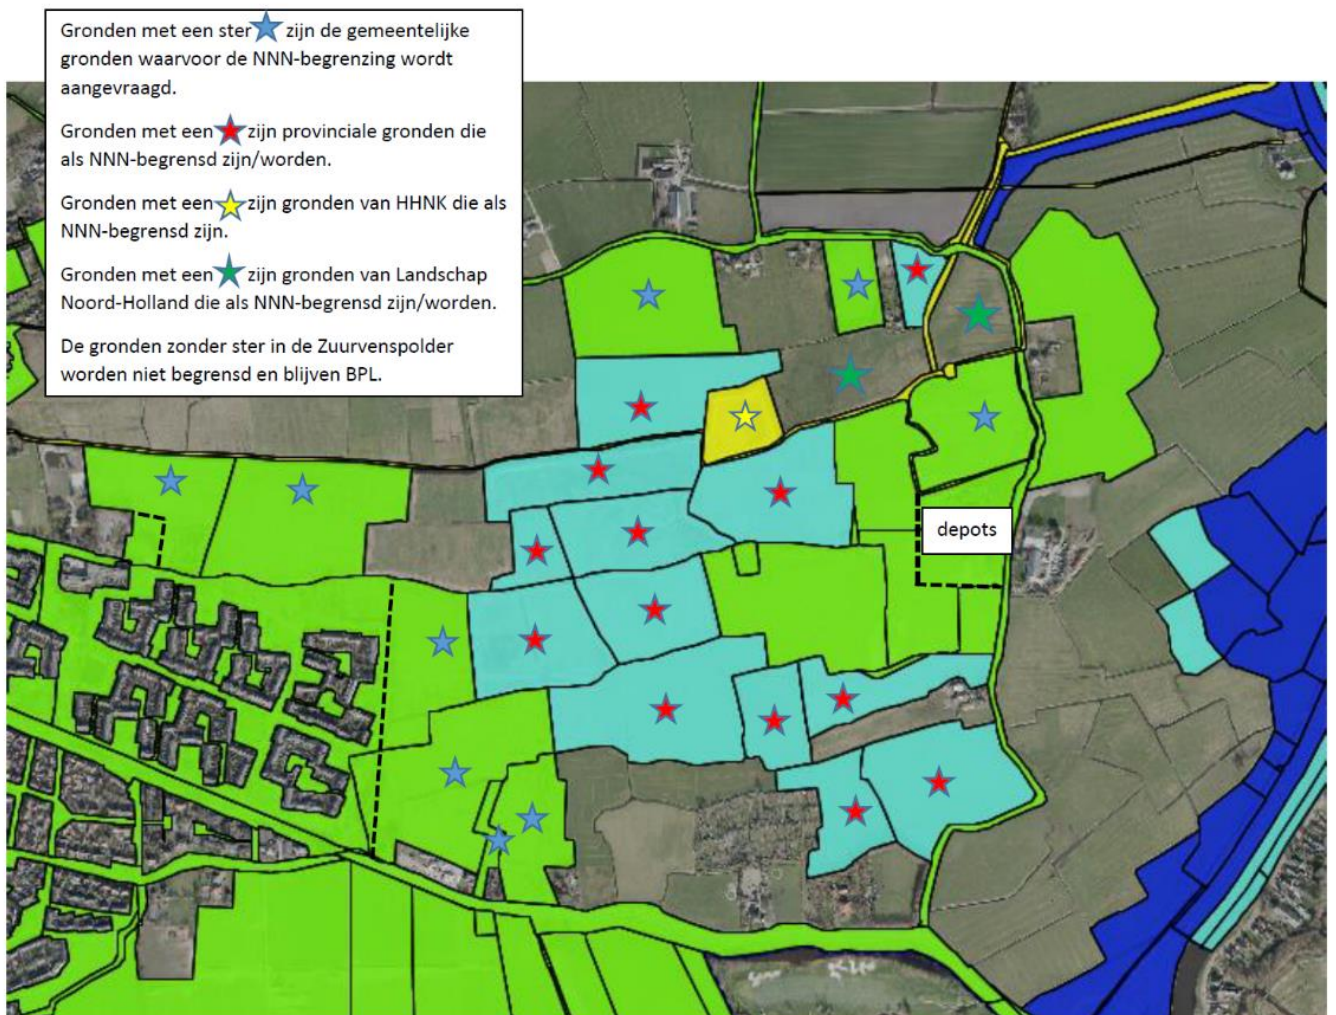 Gronden met een ster zijn de gemeentelijke
gronden waarvoor de NNN-begrenzing wordt
aangevraagd.
Gronden met een zijn provinciale gronden die
als NNN-begrensd zijn/worden.
Gronden met een zijn gronden van HHNK die als
NNN-begrensd zijn.
Gronden met een zijn gronden van Landschap
Noord-Holland die als NNN-begrensd zijn/worden.
De gronden zonder ster in de Zuurvenspolder
worden niet begrensd en blijven BPL.
depots